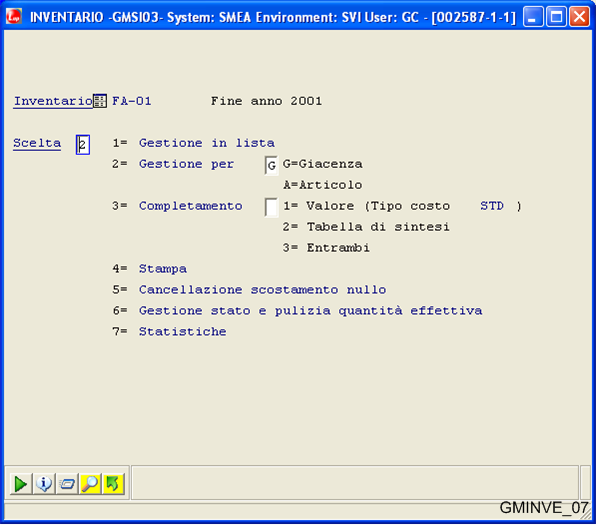 INVENTARIO -GMSI03- System: SMEA Environment: SVI User: GC - [002587-1-1]
Inventario FA-01 Fine anno 2001
Scelta 2 1= Gestione in lista
2= Gestione per G G=Giacenza
A=Articolo
3= Completamento 1= Valore (Tipo costo STD )
2= Tabella di sintesi
3= Entrambi
4= Stampa
5= Cancellazione scostamento nullo
6= Gestione stato e pulizia quantità effettiva
7= Statistiche
GMINVE_07